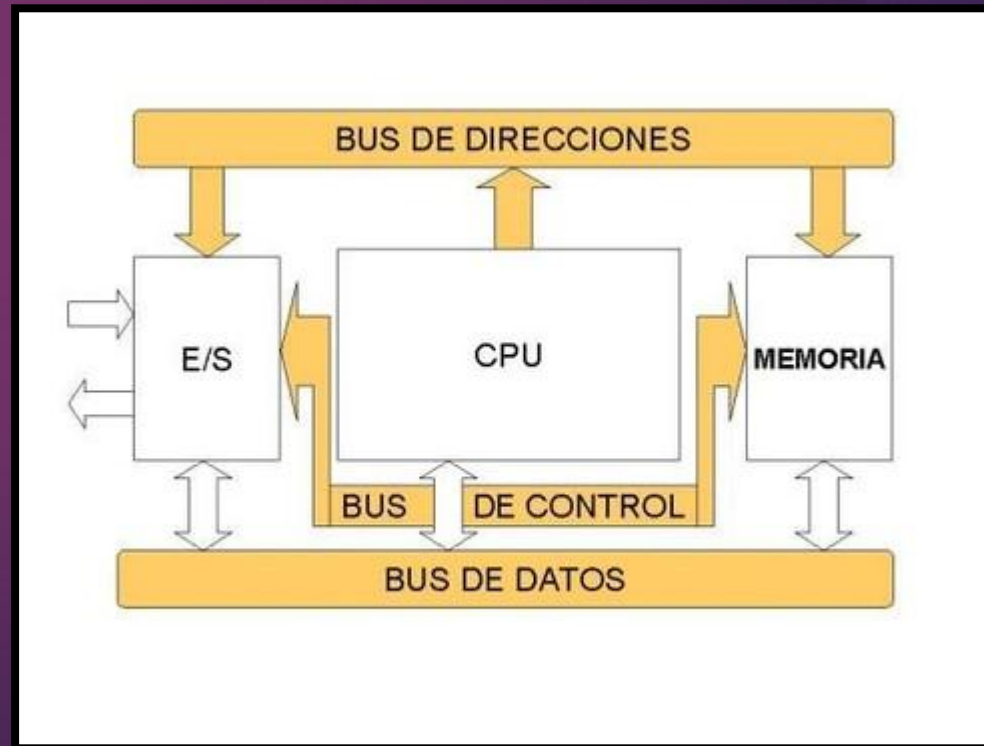 BUS DE DIRECCIONES
E/S
CPU
MEMORIA
BUS DE CONTROL
BUS DE DATOS